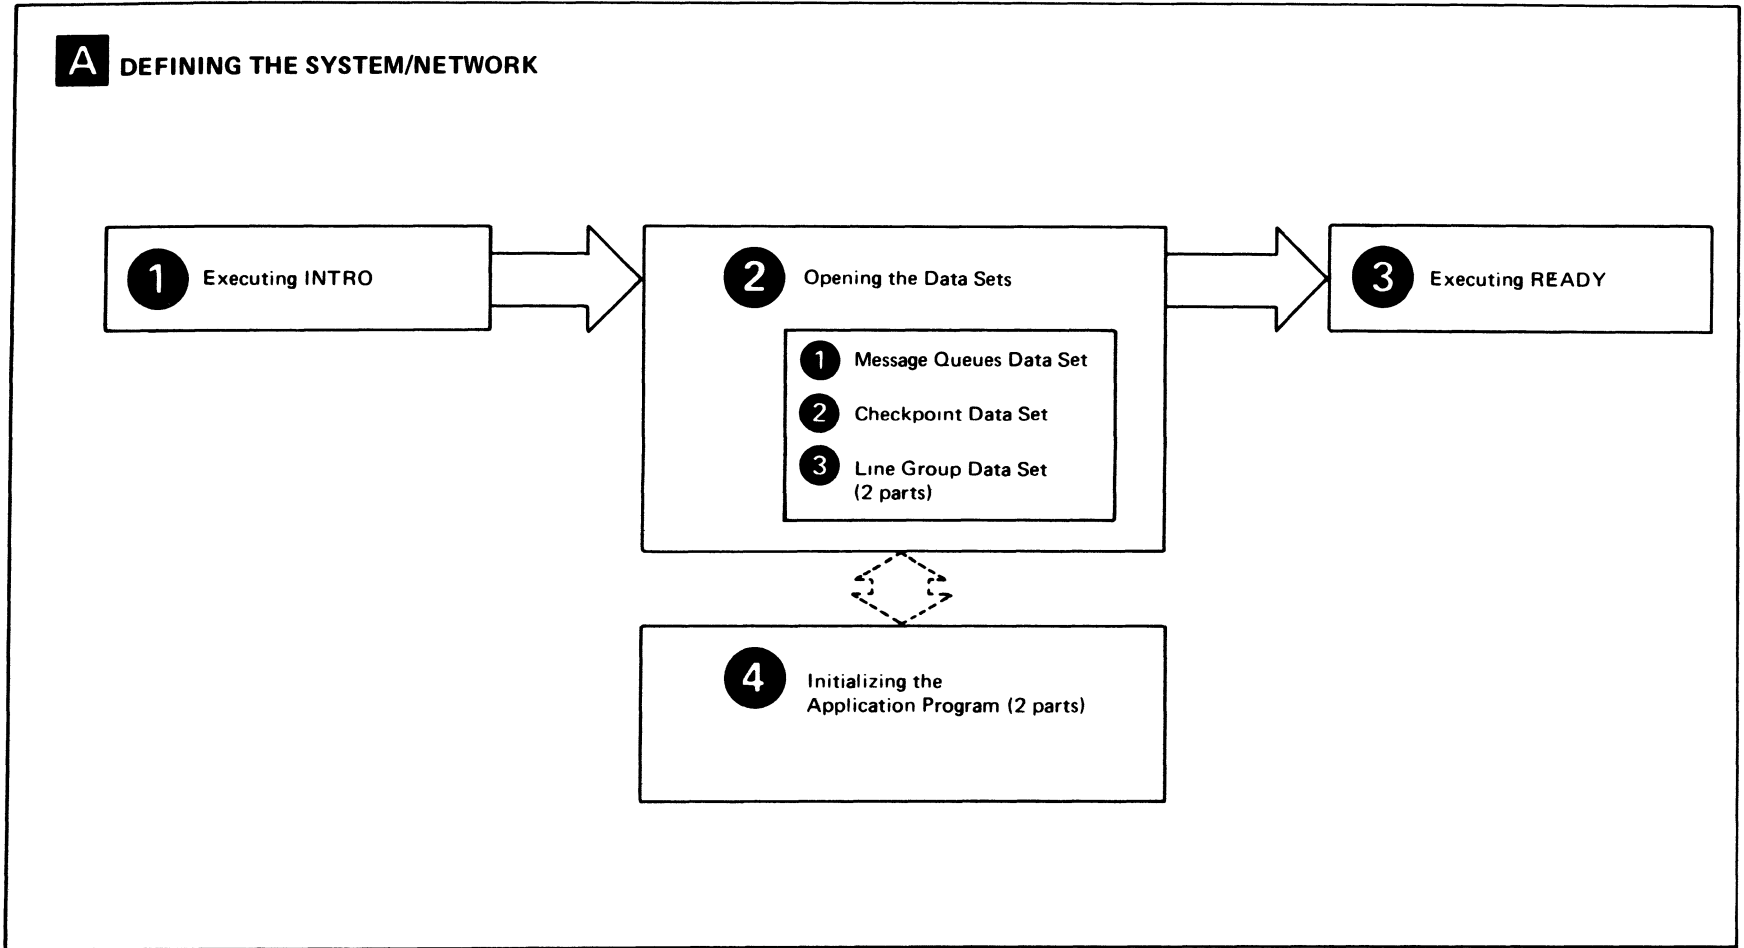 A DEFINING THE SYSTEM/NETWORK
1 Executing INTRO
2 Opening the Data Sets
1 Message Queues Data Set
2 Checkpoint Data Set
3 Line Group Data Set
(2 parts)
3 Executing READY
4 Initializing the
Application Program (2 parts)